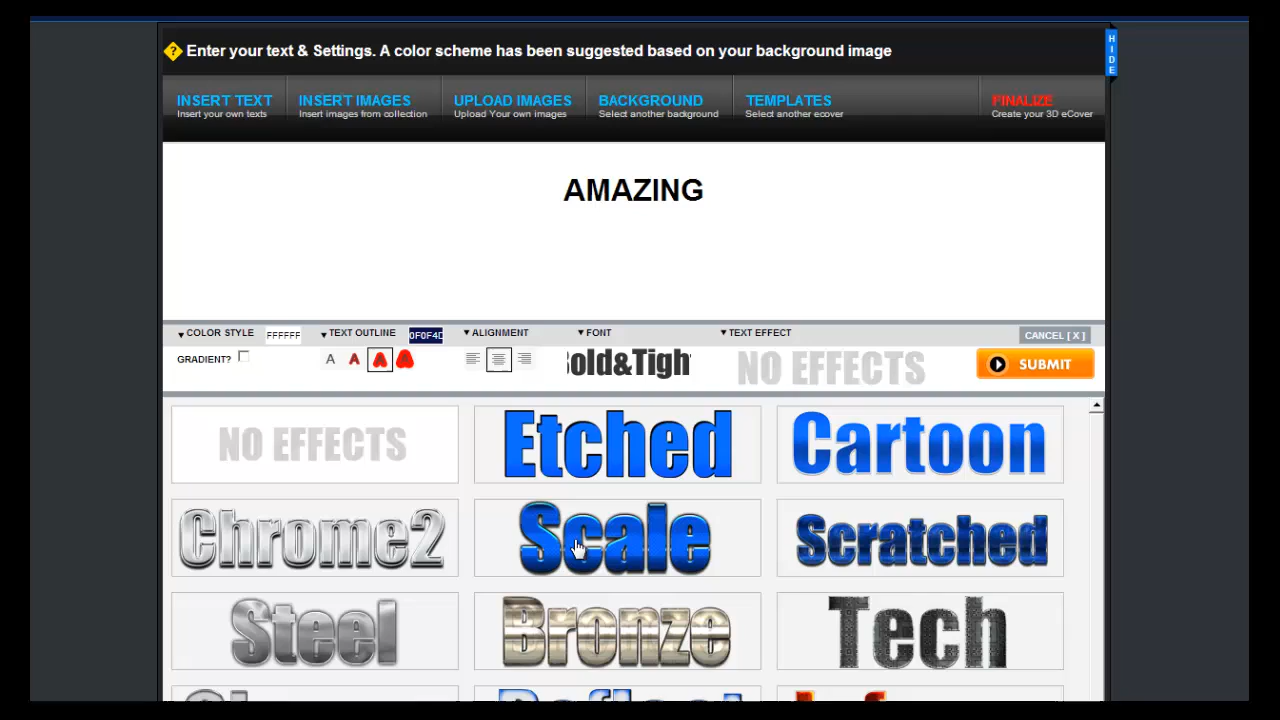 ? Enter your text & Settings. A color scheme has been suggested based on your background image
HIDE
INSERT TEXT INSERT IMAGES UPLOAD IMAGES BACKGROUND TEMPLATES FINALIZE
Insert your own texts Insert images from collection Upload Your own images Select another background Select another ecover Create your 3D eCover
AMAZING
COLOR STYLE FFFFFF TEXT OUTLINE 0F0F4D ALIGNMENT FONT TEXT EFFECT CANCEL [ X ]
GRADIENT? A A A A Bold&Tigh NO EFFECTS SUBMIT
NO EFFECTS Etched Cartoon
Chrome2 Scale Scratched
Steel Bronze Tech